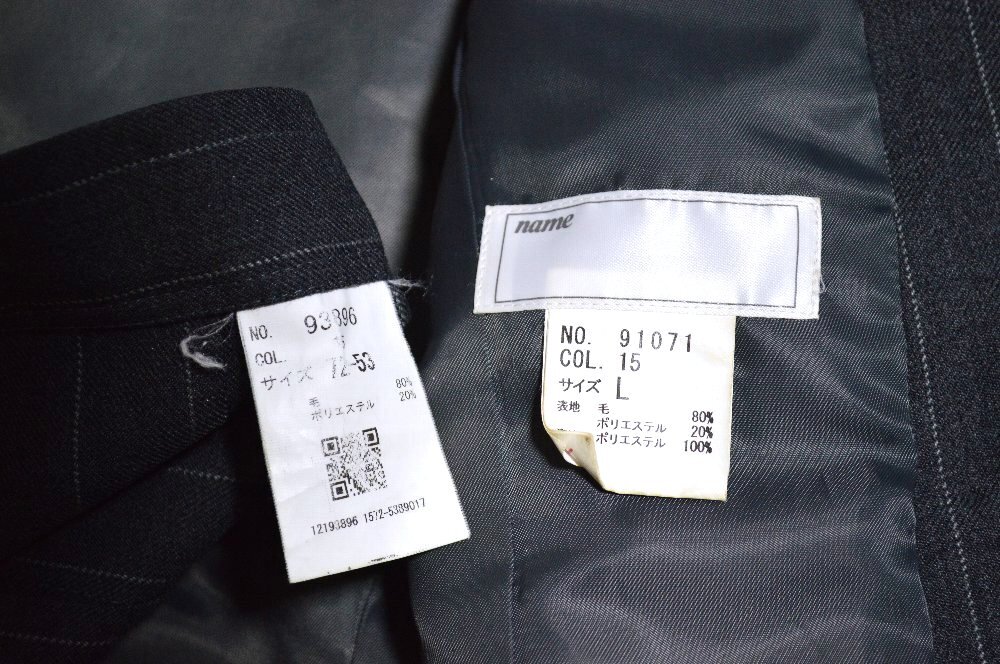 NO. 93896
COL.
サイズ 72-53
毛 80%
ポリエステル 20%
12193896 1572-5389017
name
NO. 91071
COL. 15
サイズ L
表地 毛 80%
ポリエステル 20%
ポリエステル 100%